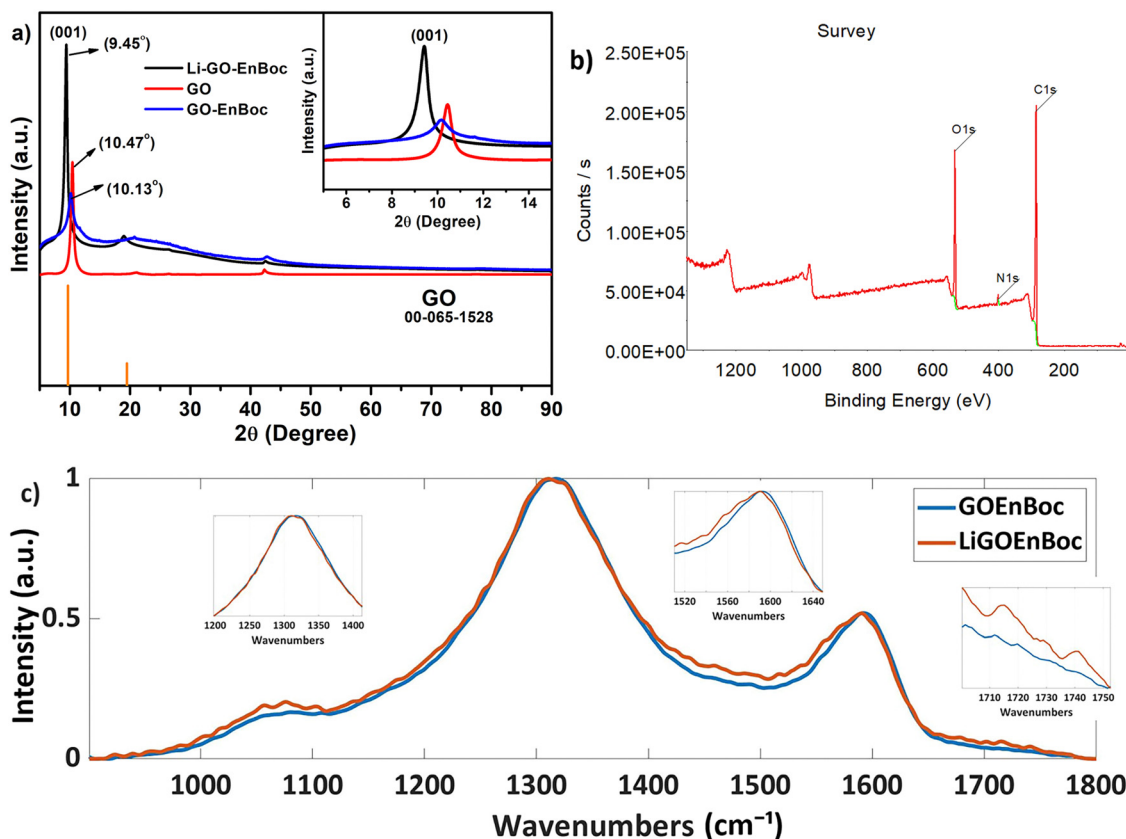 a)
(001)
(9.45°)
(10.47°)
(10.13°)
Li-GO-EnBoc
GO
GO-EnBoc
Intensity (a.u.)
(001)
Intensity (a.u.)
6 8 10 12 14
2θ (Degree)
GO
00-065-1528
10 20 30 40 50 60 70 80 90
2θ (Degree)
b)
Survey
2.50E+05
2.00E+05
1.50E+05
1.00E+05
5.00E+04
0.00E+00
Counts / s
C1s
O1s
N1s
1200 1000 800 600 400 200
Binding Energy (eV)
c)
1
0.5
0
Intensity (a.u.)
1200 1250 1300 1350 1400
Wavenumbers
1520 1560 1600 1640
Wavenumbers
GOEnBoc
LiGOEnBoc
1710 1720 1730 1740 1750
Wavenumbers
1000 1100 1200 1300 1400 1500 1600 1700 1800
Wavenumbers (cm⁻¹)